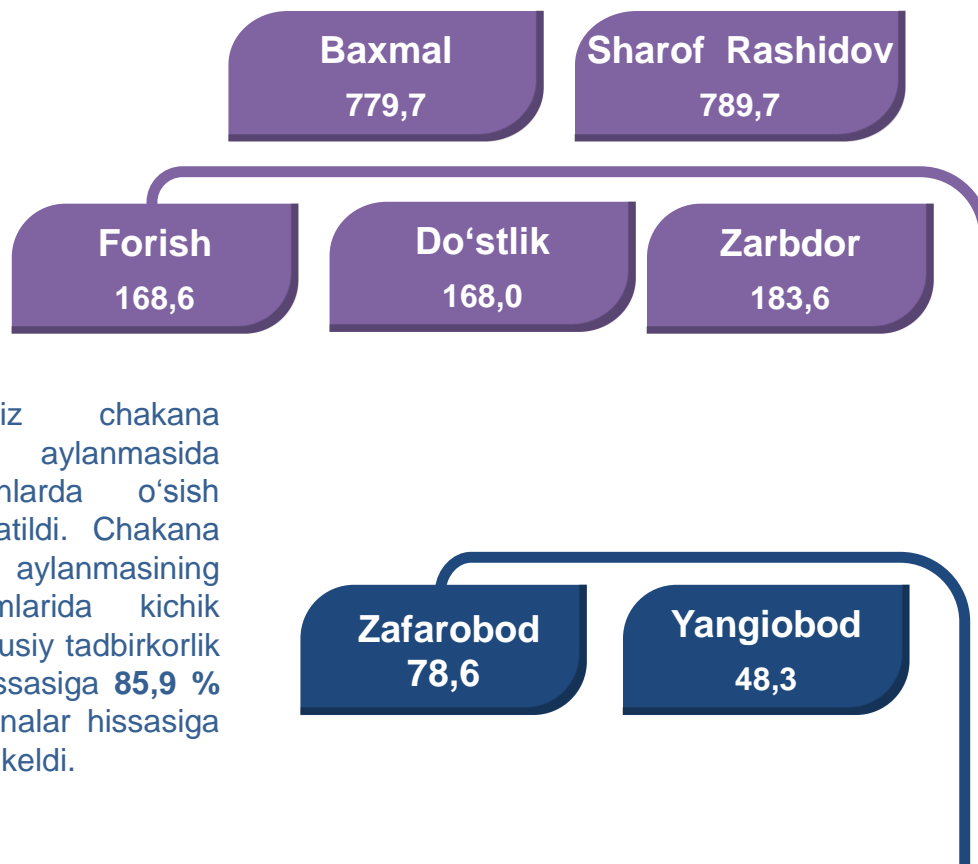 Baxmal
779,7
Sharof Rashidov
789,7
Forish
168,6
Do‘stlik
168,0
Zarbdor
183,6
chakana
aylanmasida
o‘sish
Chakana
aylanmasining
kichik
tadbirkorlik
85,9 %
hissasiga
keldi.
Zafarobod
78,6
Yangiobod
48,3